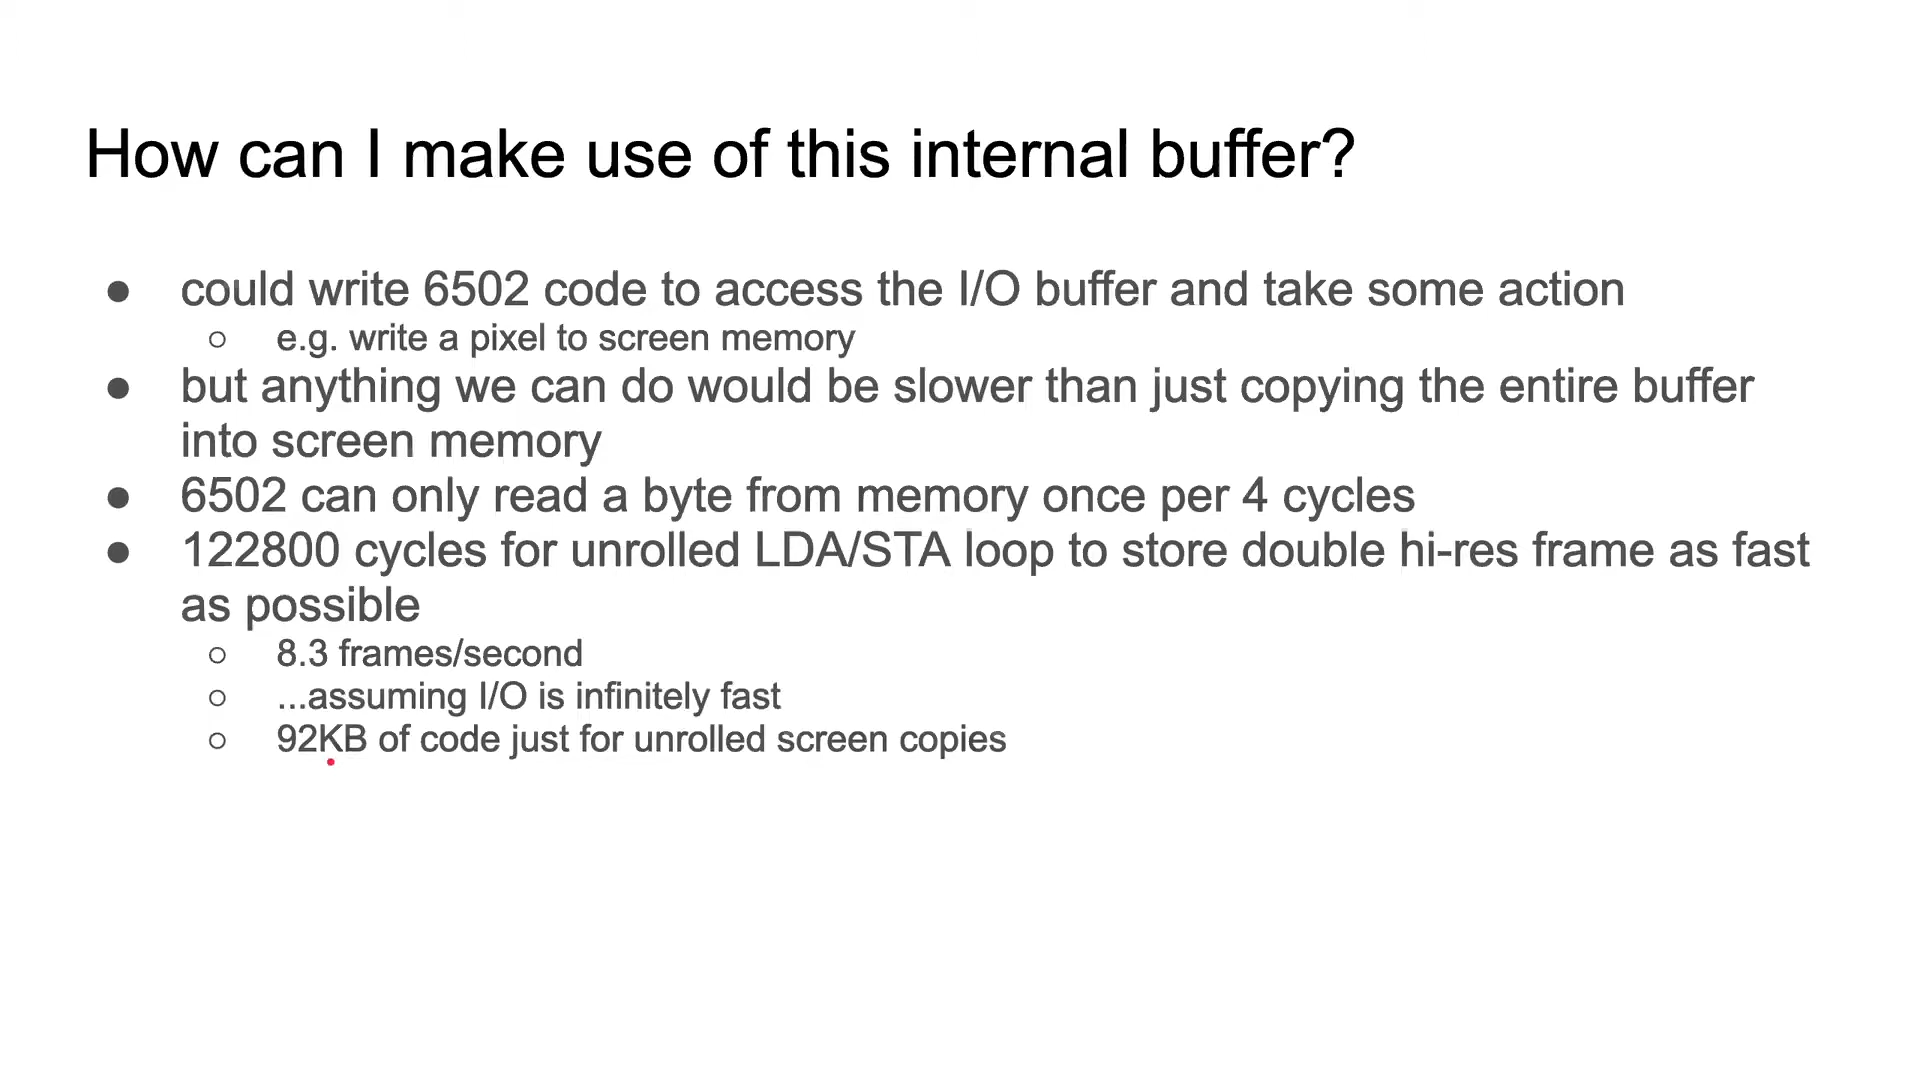 How can I make use of this internal buffer?
● could write 6502 code to access the I/O buffer and take some action
○ e.g. write a pixel to screen memory
● but anything we can do would be slower than just copying the entire buffer
into screen memory
● 6502 can only read a byte from memory once per 4 cycles
● 122800 cycles for unrolled LDA/STA loop to store double hi-res frame as fast
as possible
○ 8.3 frames/second
○ ...assuming I/O is infinitely fast
○ 92KB of code just for unrolled screen copies